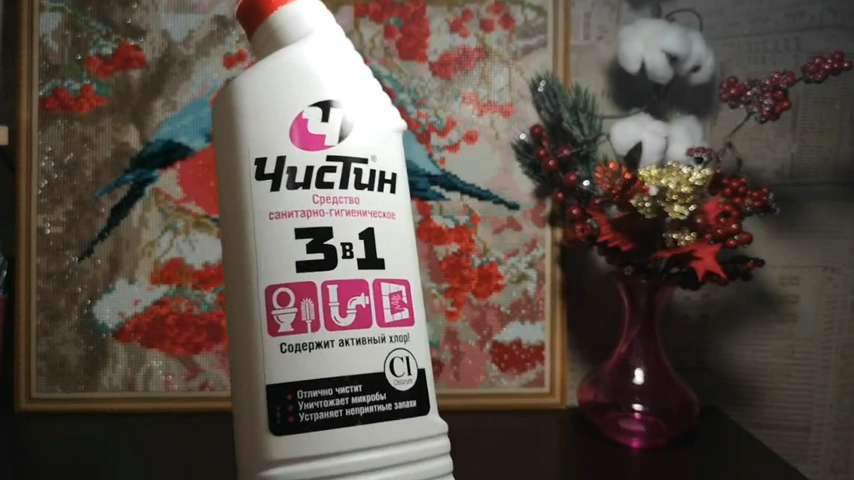 Ч
ЧисТин®
Средство
санитарно-гигиеническое
3в1
Содержит активный хлор!
Cl
Chlorum
Отлично чистит
Уничтожает микробы
Устраняет неприятные запахи